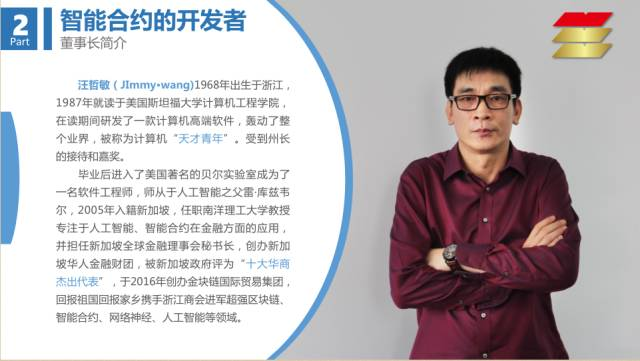 2
Part
智能合约的开发者
董事长简介
汪哲敏（JImmy•wang)1968年出生于浙江，
1987年就读于美国斯坦福大学计算机工程学院，
在读期间研发了一款计算机高端软件，轰动了整
个业界，被称为计算机“天才青年”。受到州长
的接待和嘉奖。
毕业后进入了美国著名的贝尔实验室成为了
一名软件工程师，师从于人工智能之父雷·库兹韦
尔，2005年入籍新加坡，任职南洋理工大学教授
专注于人工智能、智能合约在金融方面的应用，
并担任新加坡全球金融理事会秘书长，创办新加
坡华人金融财团，被新加坡政府评为“十大华商
杰出代表”，于2016年创办金块链国际贸易集团，
回报祖国回报家乡携手浙江商会进军超强区块链、
智能合约、网络神经、人工智能等领域。